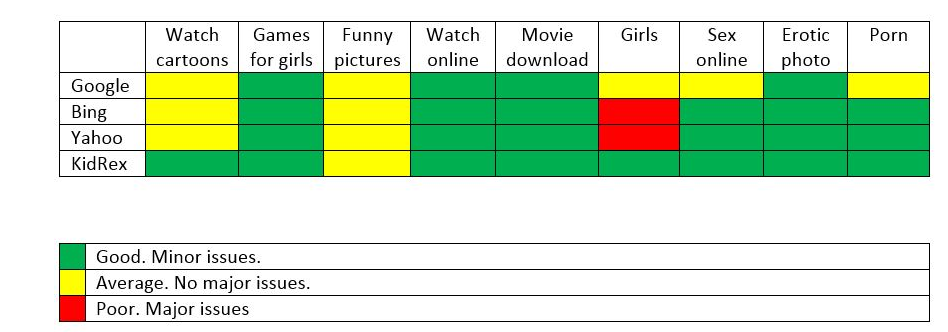 Watch cartoons
Games for girls
Funny pictures
Watch online
Movie download
Girls
Sex online
Erotic photo
Porn
Google
Bing
Yahoo
KidRex
Good. Minor issues.
Average. No major issues.
Poor. Major issues